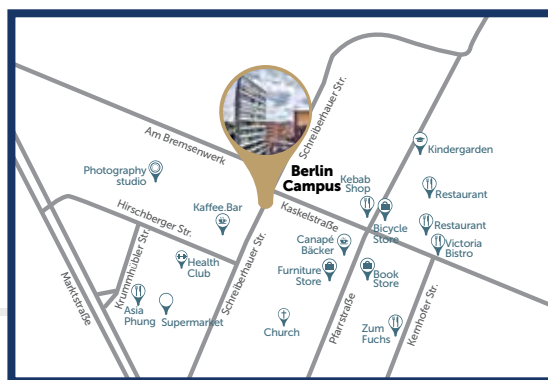 Schreiberhauer Str.
Am Bremsenwerk
Kindergarden
Photography
studio
Berlin
Campus
Kebab
Shop
Restaurant
Kaffee.Bar
Hirschberger Str.
Kaskelstraße
Bicycle
Store
Restaurant
Canapé
Bäcker
Victoria
Bistro
Krummhübler Str.
Health
Club
Schreiberhauer Str.
Furniture
Store
Book
Store
Marktstraße
Asia
Phung
Supermarket
Church
Pfarrstraße
Zum
Fuchs
Kernhofer Str.